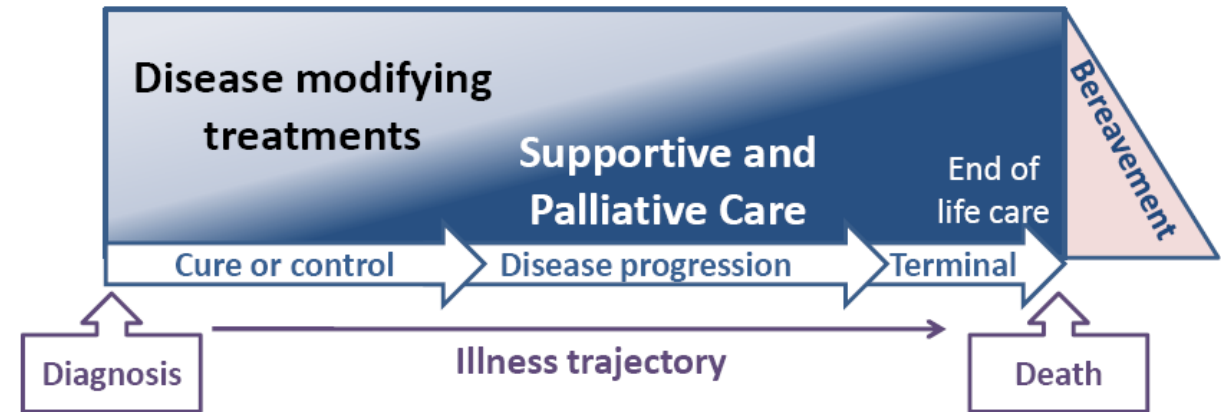 Disease modifying
treatments
Supportive and
Palliative Care
End of
life care
Bereavement
Cure or control
Disease progression
Terminal
Diagnosis
Illness trajectory
Death